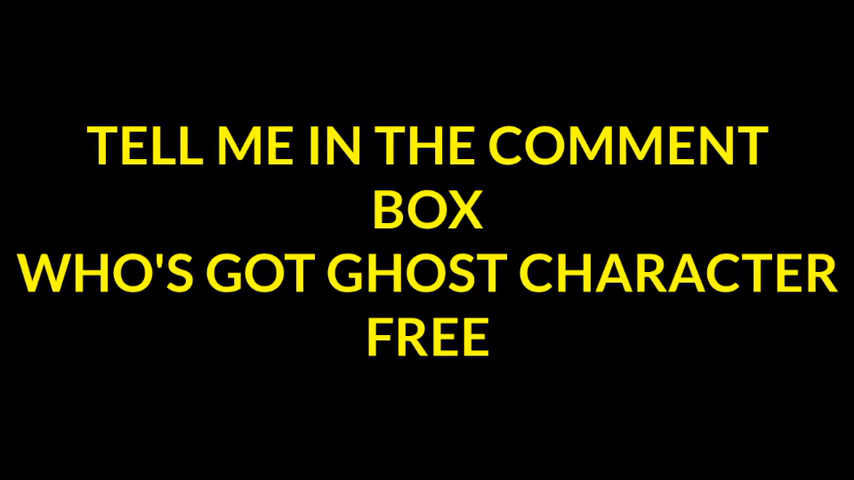 TELL ME IN THE COMMENT
BOX
WHO'S GOT GHOST CHARACTER
FREE